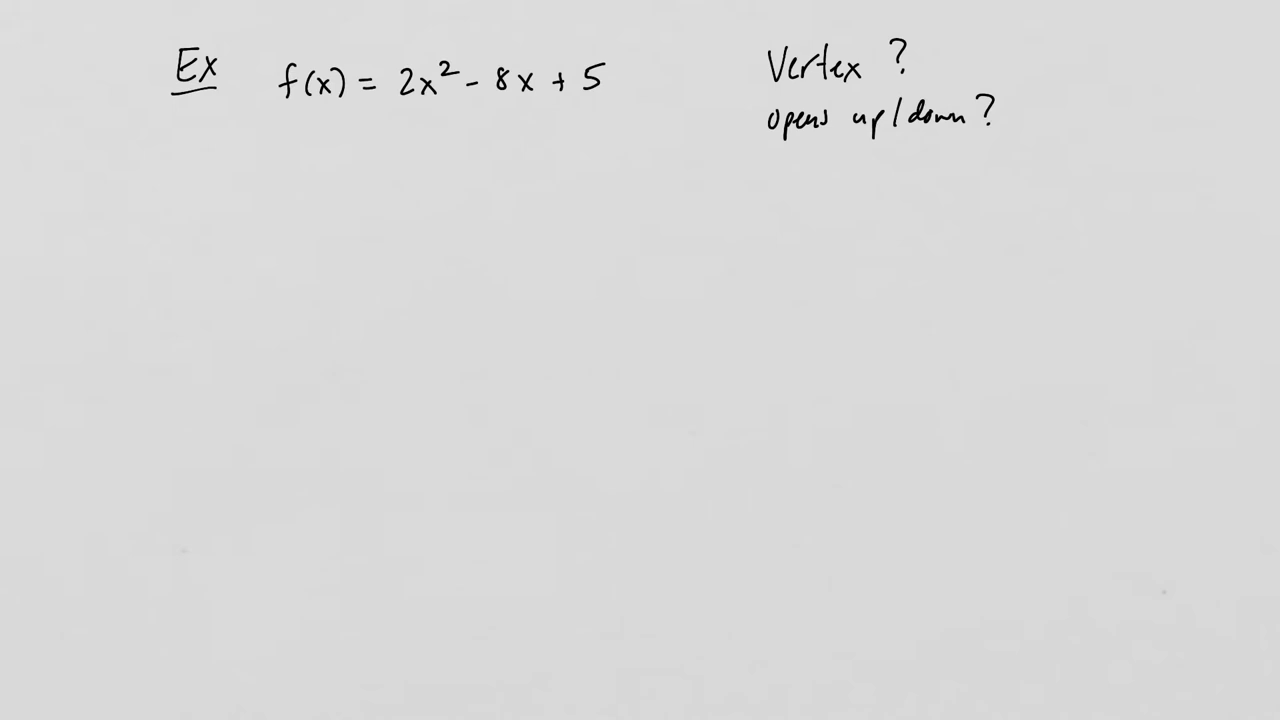 Ex f(x) = 2x² - 8x + 5
Vertex ?
opens up/down ?